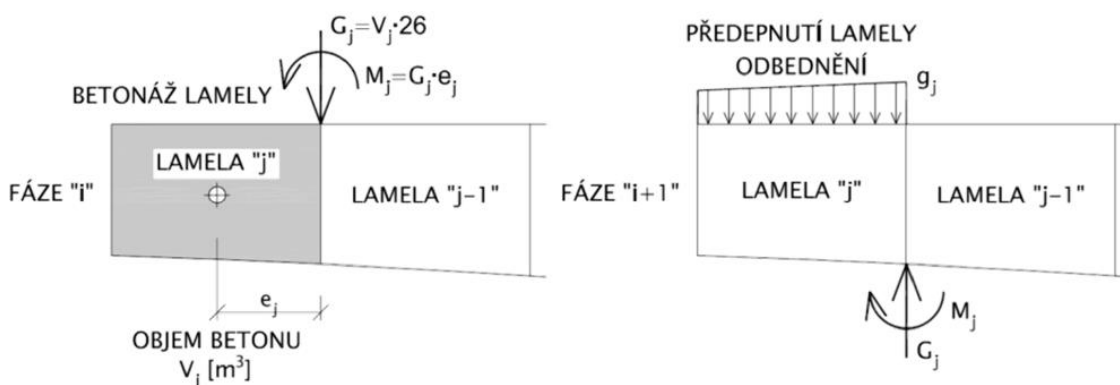 G_j=V_j·26
M_j=G_j·e_j
BETONÁŽ LAMELY
LAMELA "j"
FÁZE "i"
LAMELA "j-1"
e_j
OBJEM BETONU
V_j [m³]
PŘEDEPNUTÍ LAMELY
ODBEDNĚNÍ
g_j
FÁZE "i+1"
LAMELA "j"
LAMELA "j-1"
M_j
G_j